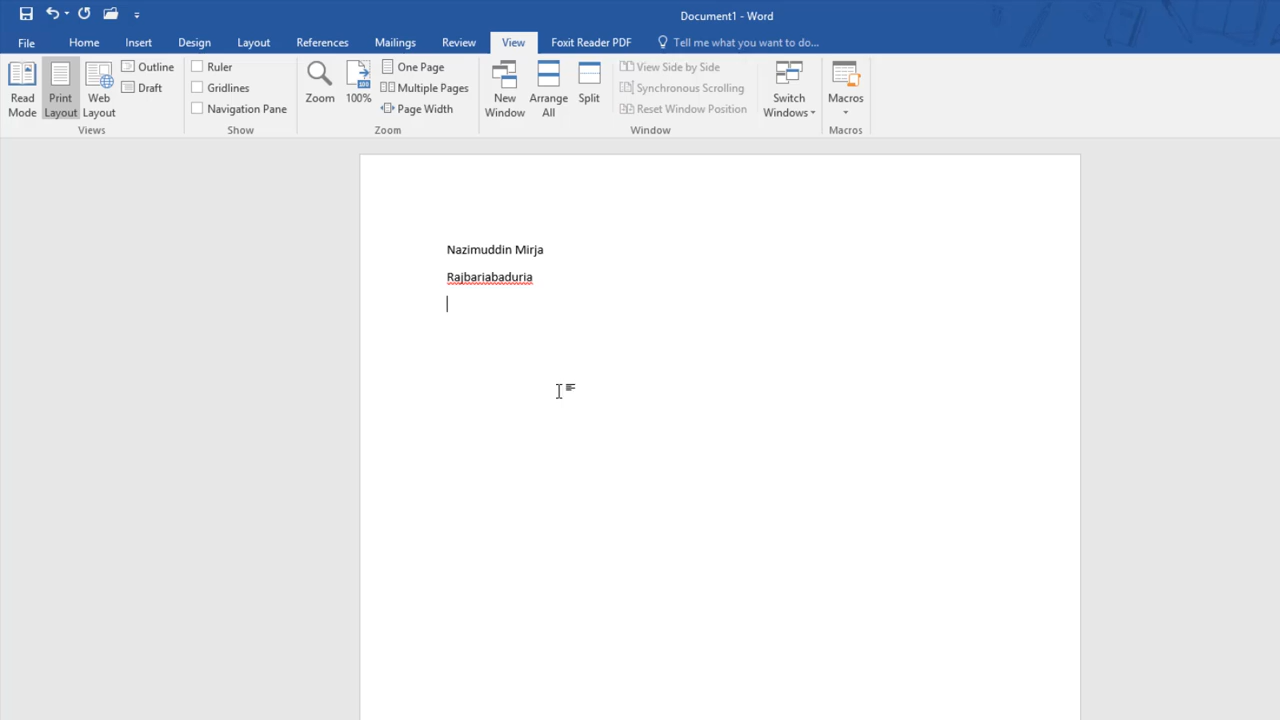 Document1 - Word
File Home Insert Design Layout References Mailings Review View Foxit Reader PDF Tell me what you want to do...
Read Mode
Print Layout
Web Layout
Outline
Draft
Views
Ruler
Gridlines
Navigation Pane
Show
Zoom
100
100%
One Page
Multiple Pages
Page Width
Zoom
New Window
Arrange All
Split
View Side by Side
Synchronous Scrolling
Reset Window Position
Window
Switch Windows
Macros
Macros
Nazimuddin Mirja
Rajbariabaduria